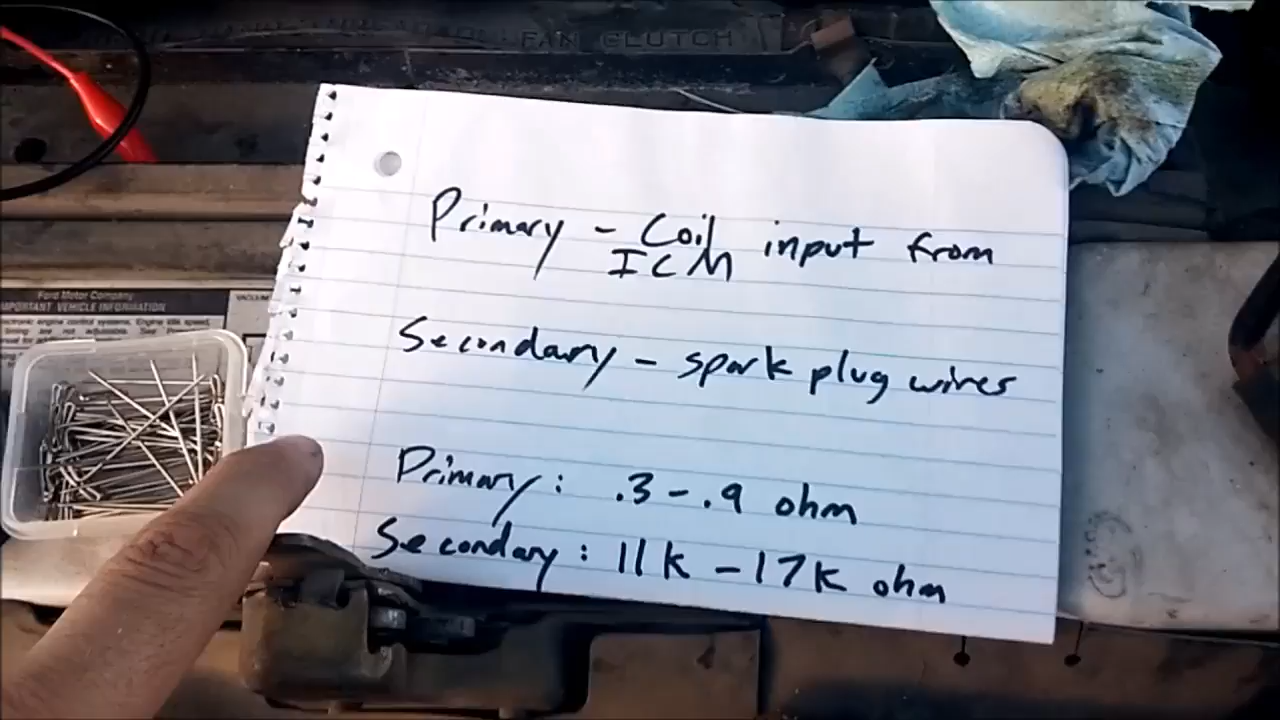 FAN CLUTCH
Primary - Coil input from
ICM
Secondary - spark plug wires
Primary : .3 - .9 ohm
Secondary : 11k - 17k ohm
Ford Motor Company
IMPORTANT VEHICLE INFORMATION
VACUUM